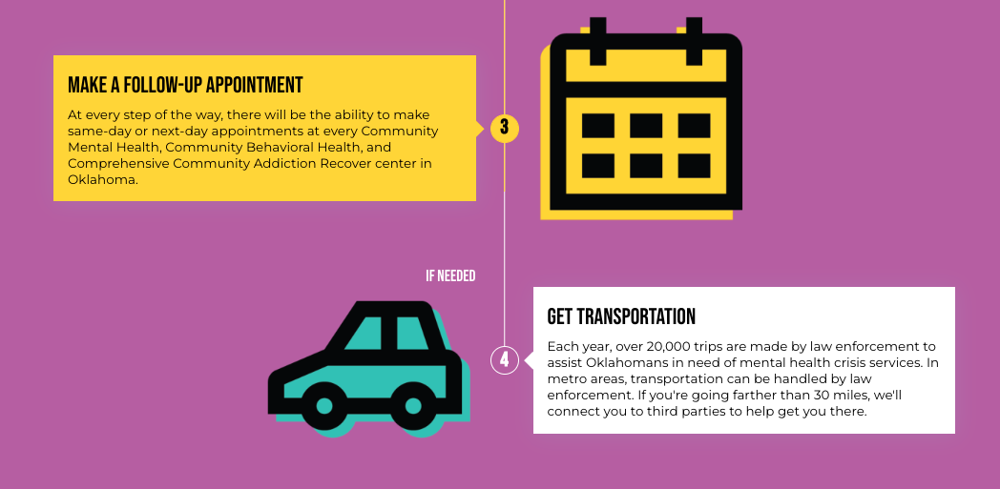 MAKE A FOLLOW-UP APPOINTMENT
At every step of the way, there will be the ability to make
same-day or next-day appointments at every Community
Mental Health, Community Behavioral Health, and
Comprehensive Community Addiction Recover center in
Oklahoma.
3
IF NEEDED
4
GET TRANSPORTATION
Each year, over 20,000 trips are made by law enforcement to
assist Oklahomans in need of mental health crisis services. In
metro areas, transportation can be handled by law
enforcement. If you're going farther than 30 miles, we'll
connect you to third parties to help get you there.